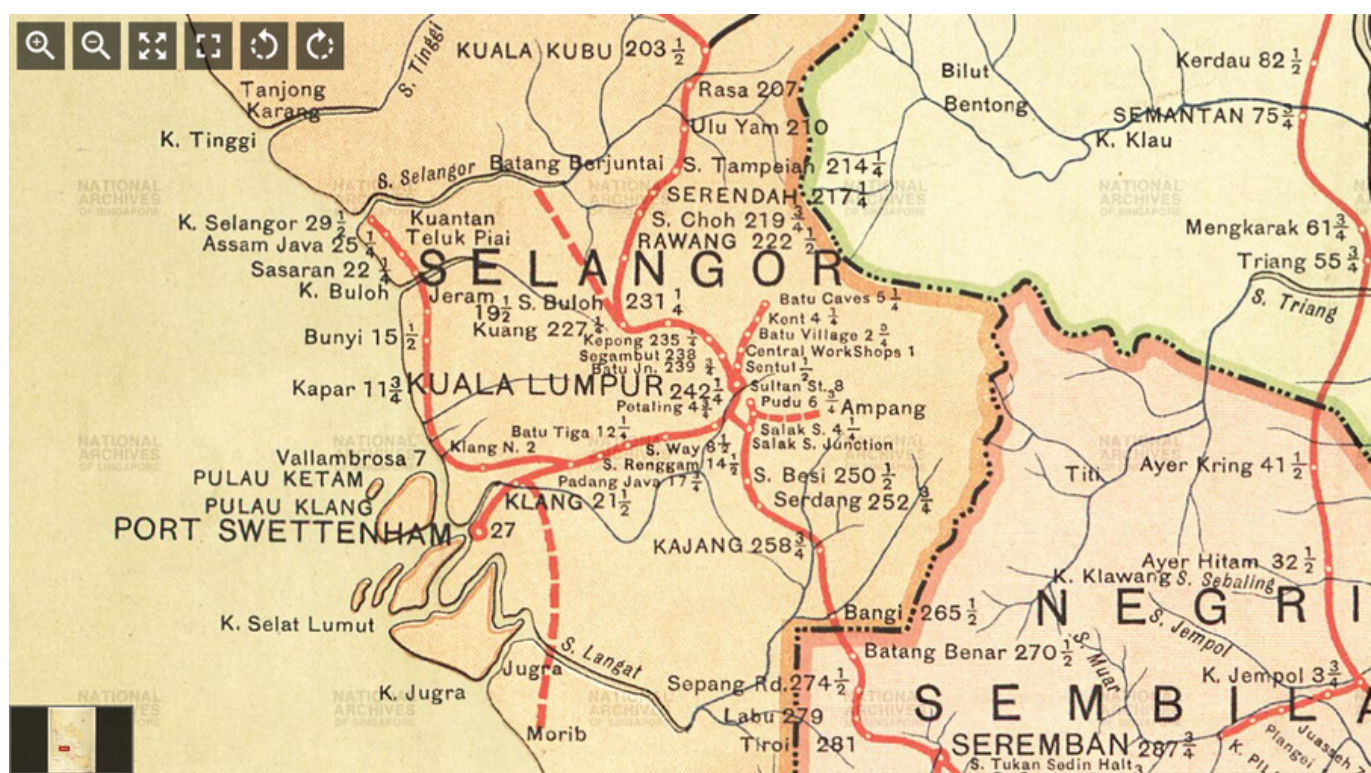 KUALA KUBU 203 1/2
Rasa 207
Ulu Yam 210
S. Tinggi
Tanjong
Karang
K. Tinggi
Batang Berjuntai
S. Tampeian 214 1/4
S. Selangor
SERENDAH 217 1/4
S. Choh 219 3/4
RAWANG 222 1/2
K. Selangor 29 1/2
Kuantan
Teluk Piai
Assam Java 25 1/4
Sasaran 22 1/4
K. Buloh
SELANGOR
Jeram
19 1/2
S. Buloh 231 1/4
Kuang 227 1/4
Bunyi 15 1/2
Kepong 235 1/4
Segambut 238
Batu Jn. 239 3/4
Batu Caves 5 1/4
Kent 4 1/4
Batu Village 2 3/4
Central WorkShops 1
Sentul 1/2
Kapar 11 3/4
KUALA LUMPUR 242 1/4
Sultan St. 8
Pudu 6 3/4
Ampang
Petaling 4 3/4
Batu Tiga 12 1/4
Salak S. 4 1/4
Salak S. Junction
Klang N. 2
S. Way 8 1/2
S. Renggam 14 1/2
Vallambrosa 7
Padang Java 17 3/4
S. Besi 250 1/2
PULAU KETAM
PULAU KLANG
KLANG 21 1/2
Serdang 252 3/4
PORT SWETTENHAM 27
KAJANG 258 3/4
K. Selat Lumut
Bangi 265 1/2
S. Langat
Jugra
K. Jugra
Morib
Batang Benar 270 1/2
Sepang Rd. 274 1/2
Labu 279
Tiroi 281
SEREMBAN 287 3/4
S. Tukan Sedin Halt
Bilut
Bentong
K. Klau
Kerdau 82 1/2
SEMANTAN 75 3/4
Mengkarak 61 3/4
Triang 55 3/4
S. Triang
Titi
Ayer Kring 41 1/2
Ayer Hitam 32 1/2
K. Klawang
S. Sebaling
NEGRI
S. Jempol
S. Muar
K. Jempol 3 3/4
SEMBILA
Juasseh
Plangei
K. PIL
NATIONAL
ARCHIVES
OF SINGAPORE